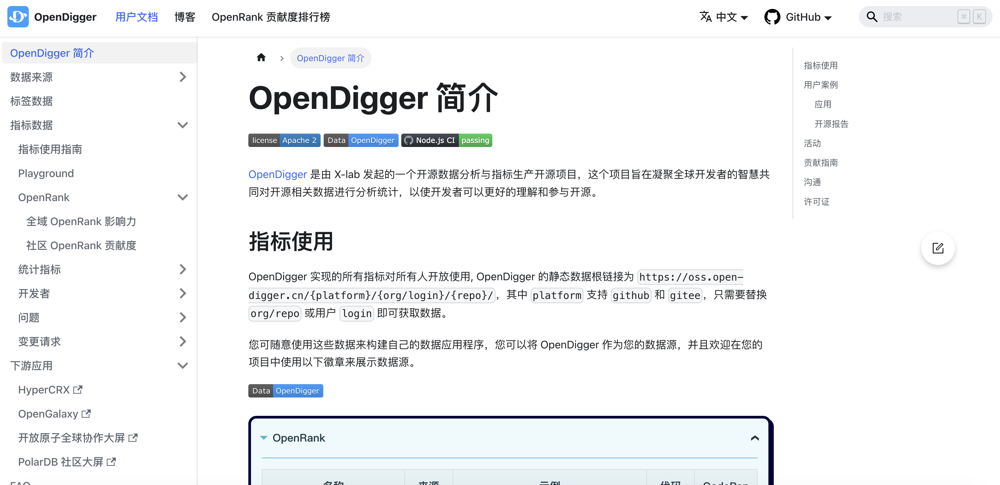 OpenDigger 用户文档 博客 OpenRank 贡献度排行榜 中文 GitHub 搜索 ⌘ K
OpenDigger 简介
数据来源
标签数据
指标数据
指标使用指南
Playground
OpenRank
全域 OpenRank 影响力
社区 OpenRank 贡献度
统计指标
开发者
问题
变更请求
下游应用
HyperCRX
OpenGalaxy
开放原子全球协作大屏
PolarDB 社区大屏
FAQ
OpenDigger 简介
OpenDigger 简介
license Apache 2 Data OpenDigger Node.js CI passing
OpenDigger 是由 X-lab 发起的一个开源数据分析与指标生产开源项目，这个项目旨在凝聚全球开发者的智慧共
同对开源相关数据进行分析统计，以使开发者可以更好的理解和参与开源。
指标使用
OpenDigger 实现的所有指标对所有人开放使用, OpenDigger 的静态数据根链接为 https://oss.open-
digger.cn/{platform}/{org/login}/{repo}/，其中 platform 支持 github 和 gitee，只需要替换
org/repo 或用户 login 即可获取数据。
您可随意使用这些数据来构建自己的数据应用程序，您可以将 OpenDigger 作为您的数据源，并且欢迎在您的
项目中使用以下徽章来展示数据源。
Data OpenDigger
OpenRank
名称 来源 示例 代码 CodeRep
指标使用
用户案例
应用
开源报告
活动
贡献指南
沟通
许可证